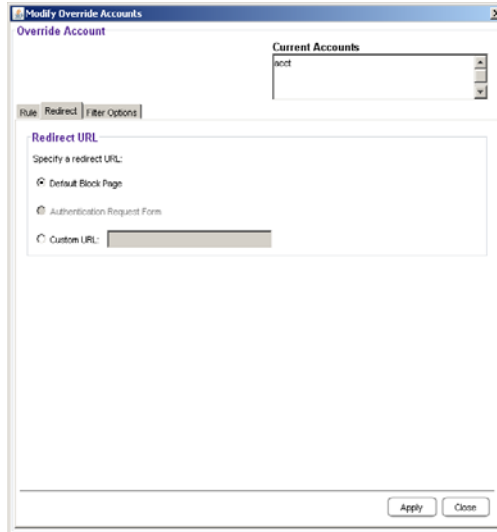 Modify Override Accounts
Override Account
Current Accounts
acct
Rule Redirect Filter Options
Redirect URL
Specify a redirect URL:
Default Block Page
Authentication Request Form
Custom URL:
Apply Close